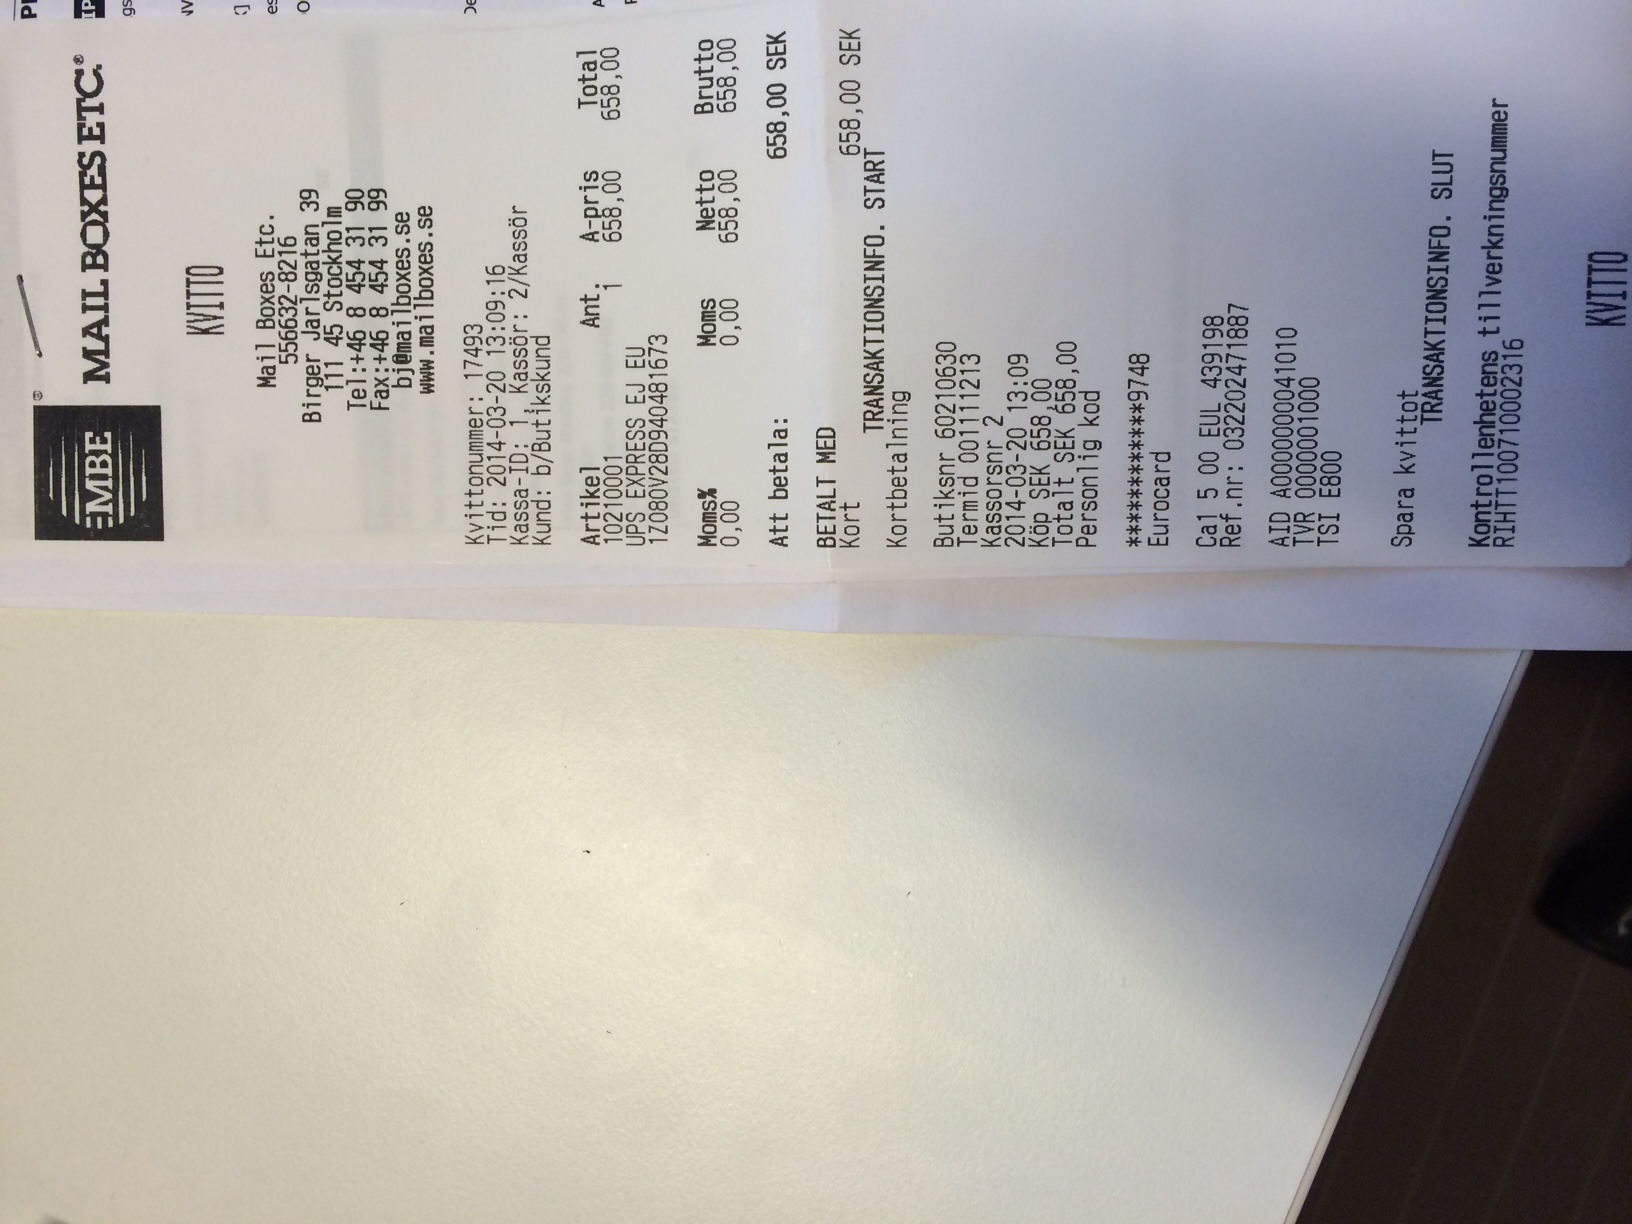 MBE
MAIL BOXES ETC.®
KVITTO
Mail Boxes Etc.
556632-8216
Birger Jarlsgatan 39
111 45 Stockholm
Tel:+46 8 454 31 90
Fax:+46 8 454 31 99
bj@mailboxes.se
www.mailboxes.se
Kvittonummer: 17493
Tid: 2014-03-20 13:09:16
Kassa-ID: 1, Kassör: 2/Kassör
Kund: b/Butikskund
Artikel Ant. A-pris Total
10210001 1 658,00 658,00
UPS EXPRESS EJ EU
1Z080V28D940481673
Moms% Moms Netto Brutto
0,00 0,00 658,00 658,00
Att betala: 658,00 SEK
BETALT MED
Kort 658,00 SEK
TRANSAKTIONSINFO. START
Kortbetalning
Butiksnr 60210630
Termid 001111213
Kassorsnr 2
2014-03-20 13:09
Köp SEK 658,00
Totalt SEK 658,00
Personlig kod
************9748
Eurocard
Ca1 5 00 EUL 439198
Ref.nr: 032202471887
AID A0000000041010
TVR 0000001000
TSI E800
Spara kvittot
TRANSAKTIONSINFO. SLUT
Kontrollenhetens tillverkningsnummer
RIHTT100710002316
KVITTO